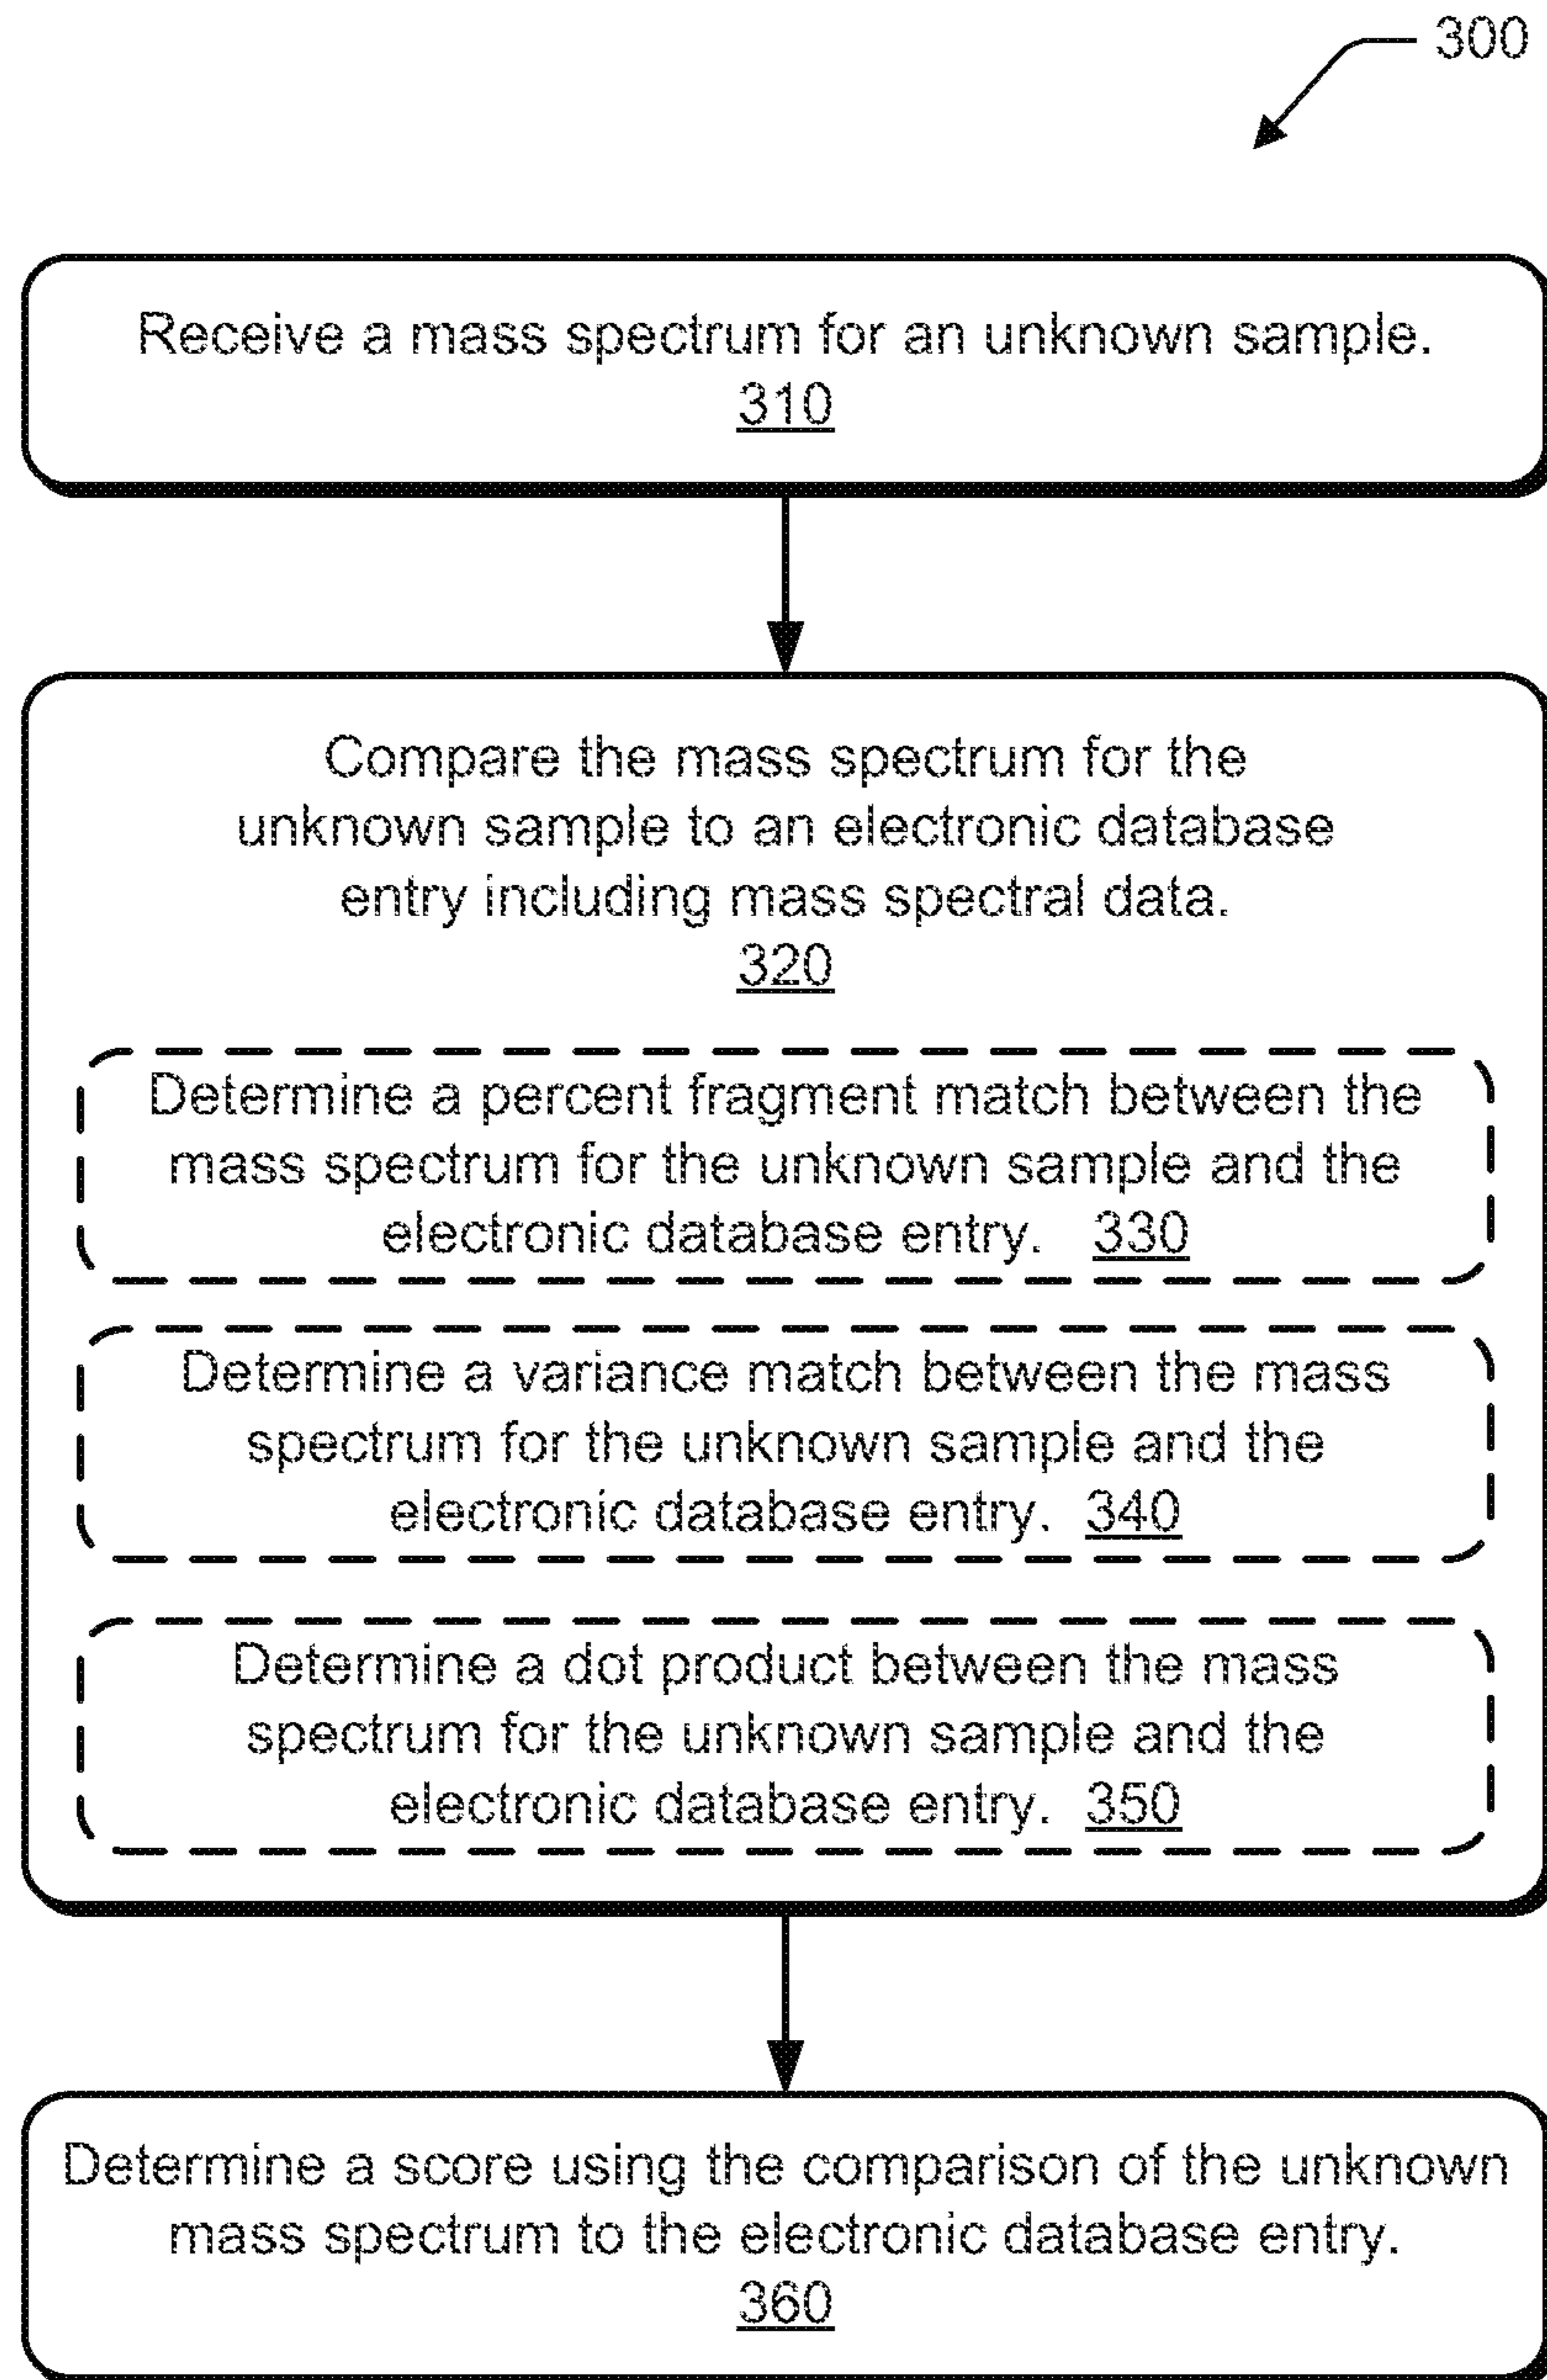 300
Receive a mass spectrum for an unknown sample.
310
Compare the mass spectrum for the
unknown sample to an electronic database
entry including mass spectral data.
320
Determine a percent fragment match between the
mass spectrum for the unknown sample and the
electronic database entry. 330
Determine a variance match between the mass
spectrum for the unknown sample and the
electronic database entry. 340
Determine a dot product between the mass
spectrum for the unknown sample and the
electronic database entry. 350
Determine a score using the comparison of the unknown
mass spectrum to the electronic database entry.
360